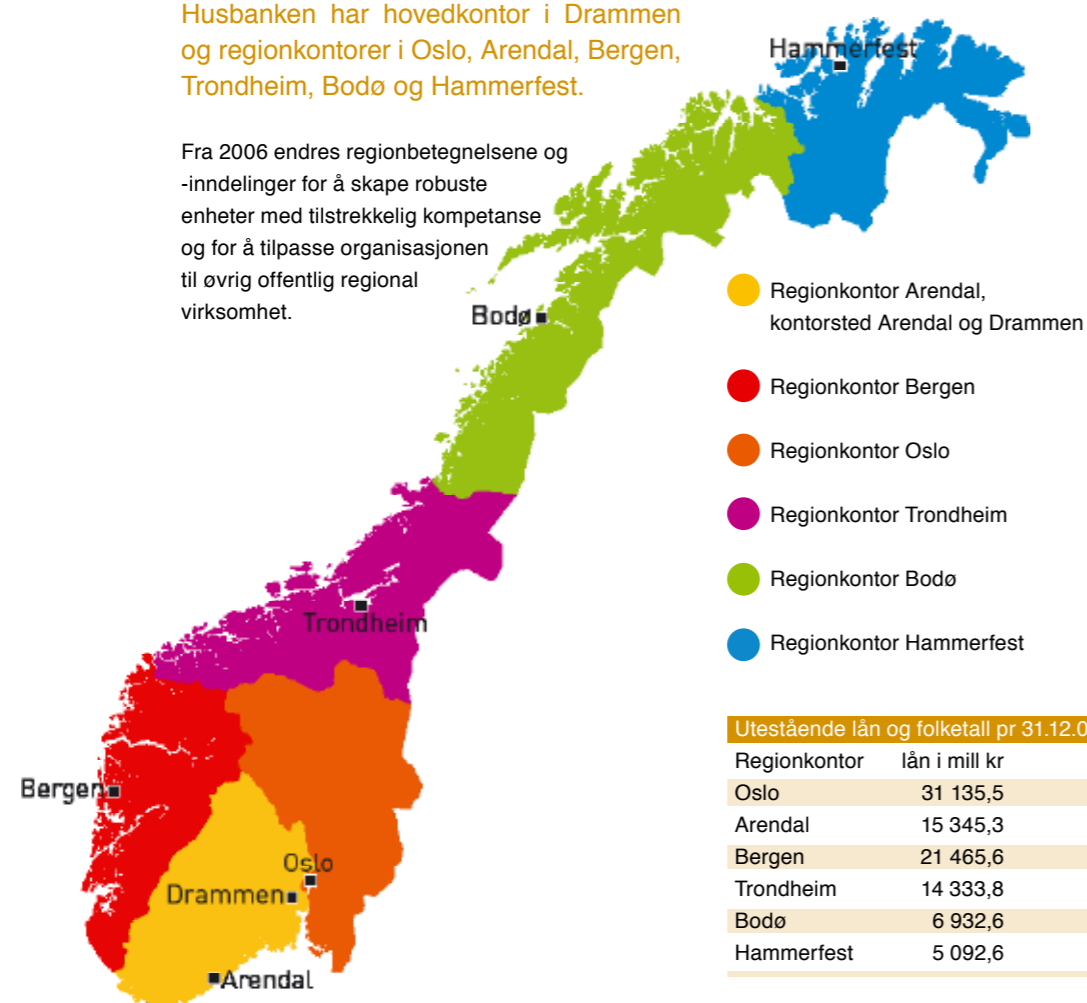 Husbanken har hovedkontor i Drammen
og regionkontorer i Oslo, Arendal, Bergen,
Trondheim, Bodø og Hammerfest.
Fra 2006 endres regionbetegnelsene og
-inndelinger for å skape robuste
enheter med tilstrekkelig kompetanse
og for å tilpasse organisasjonen
til øvrig offentlig regional
virksomhet.
Hammerfest
Bodø
Trondheim
Bergen
Oslo
Drammen
Arendal
Regionkontor Arendal,
kontorsted Arendal og Drammen
Regionkontor Bergen
Regionkontor Oslo
Regionkontor Trondheim
Regionkontor Bodø
Regionkontor Hammerfest
Utestående lån og folketall pr 31.12.0
Regionkontor lån i mill kr
Oslo 31 135,5
Arendal 15 345,3
Bergen 21 465,6
Trondheim 14 333,8
Bodø 6 932,6
Hammerfest 5 092,6